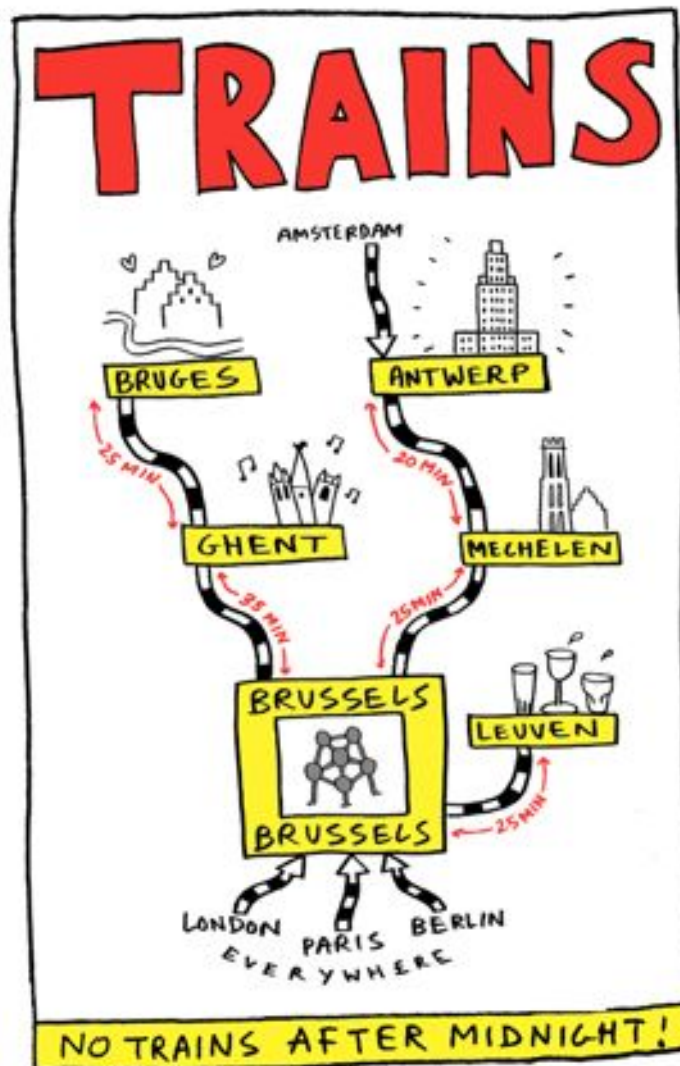 TRAINS
AMSTERDAM
BRUGES
ANTWERP
25 MIN
20 MIN
GHENT
MECHELEN
35 MIN
25 MIN
BRUSSELS
LEUVEN
BRUSSELS
25 MIN
LONDON
PARIS
BERLIN
EVERYWHERE
NO TRAINS AFTER MIDNIGHT!